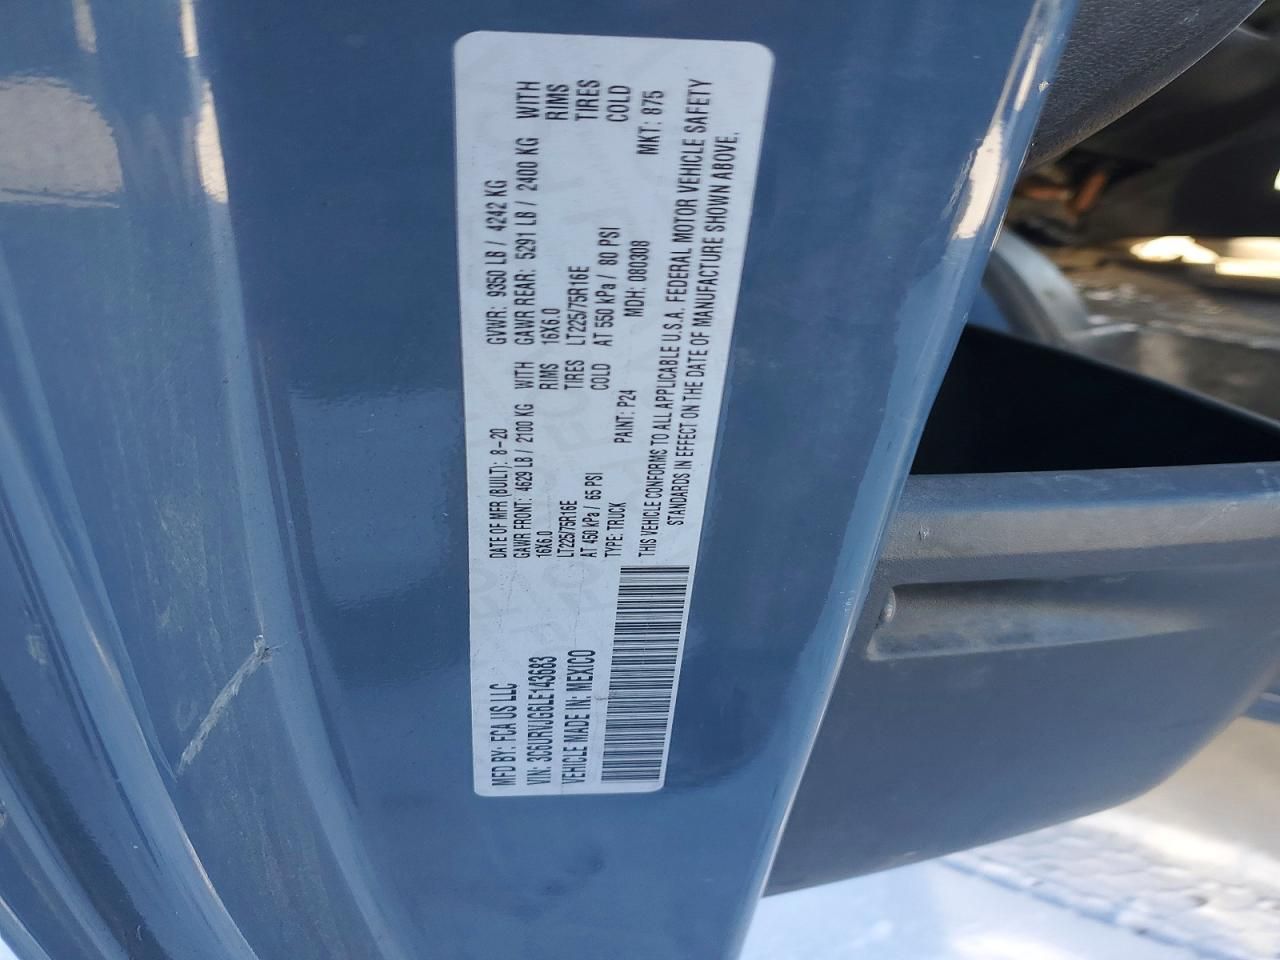 MFD BY: FCA US LLC
DATE OF MFR (BUILT): 8-20
GVWR: 9350 LB / 4242 KG
GAWR FRONT: 4629 LB / 2100 KG WITH
16X6.0 RIMS
LT225/75R16E TIRES
AT 450 kPa / 65 PSI COLD
GAWR REAR: 5291 LB / 2400 KG WITH
16X6.0 RIMS
LT225/75R16E TIRES
AT 550 kPa / 80 PSI COLD
VIN: 3C6URVJG6LE143683
VEHICLE MADE IN: MEXICO
TYPE: TRUCK PAINT: P24 MDH: 080308 MKT: 875
THIS VEHICLE CONFORMS TO ALL APPLICABLE U.S.A. FEDERAL MOTOR VEHICLE SAFETY
STANDARDS IN EFFECT ON THE DATE OF MANUFACTURE SHOWN ABOVE.